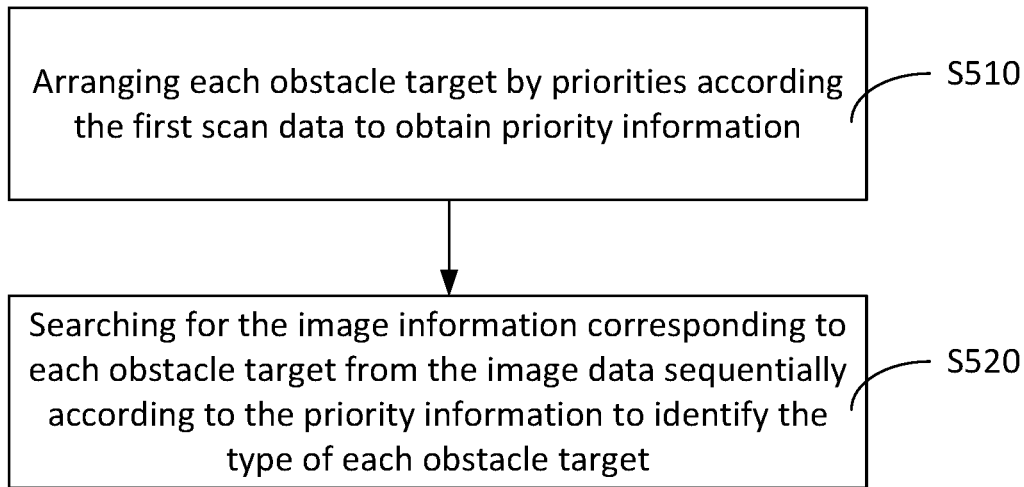 Arranging each obstacle target by priorities according
the first scan data to obtain priority information
S510
Searching for the image information corresponding to
each obstacle target from the image data sequentially
according to the priority information to identify the
type of each obstacle target
S520